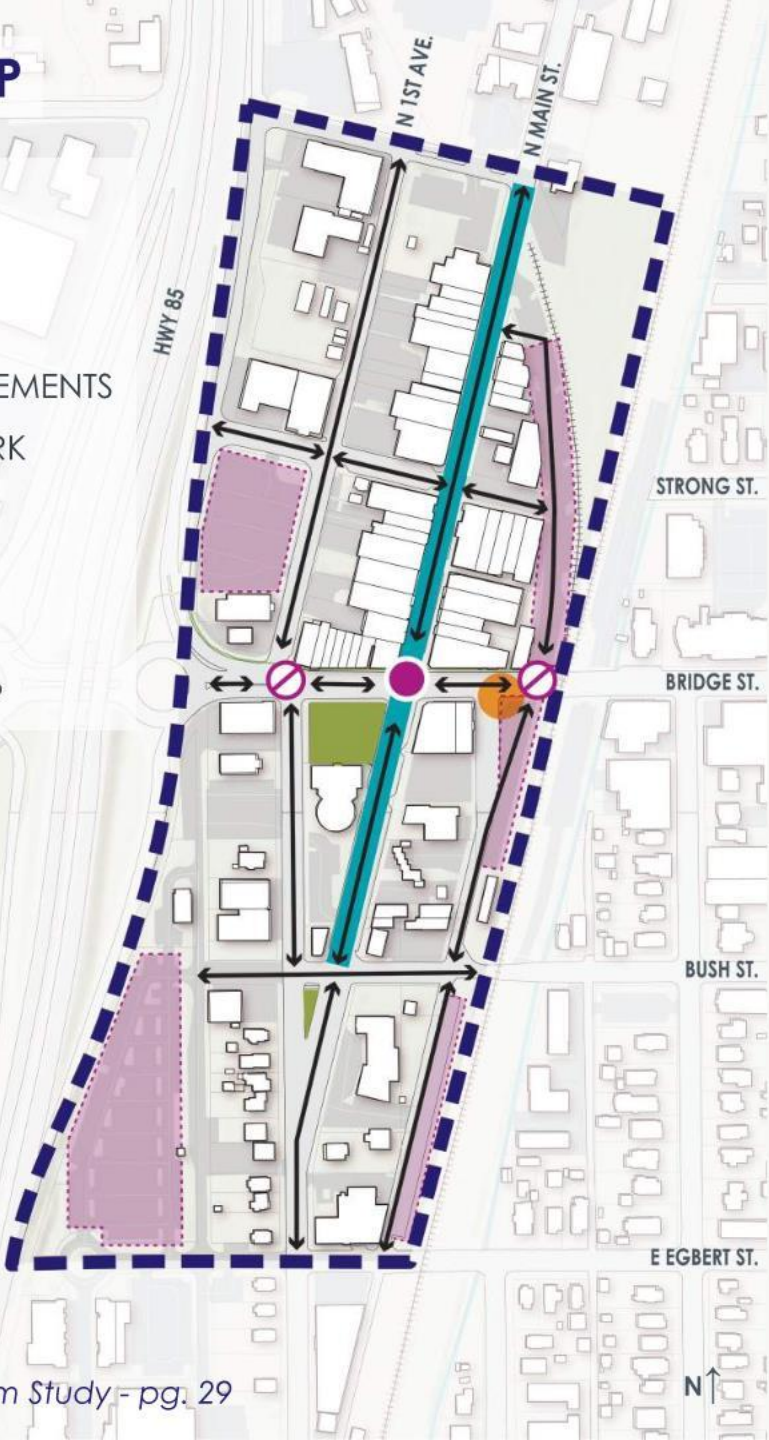 P
N 1ST AVE.
N MAIN ST.
HWY 85
EMENTS
RK
STRONG ST.
BRIDGE ST.
BUSH ST.
E EGBERT ST.
m Study - pg. 29
N